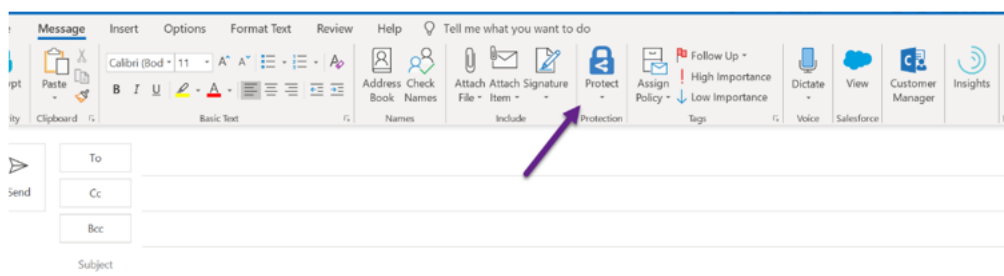 Message Insert Options Format Text Review Help Tell me what you want to do
Calibri (Bod 11 A^ A˅ A
Follow Up
ypt Paste B I U A Address Check Attach Attach Signature Protect Assign High Importance Dictate View Customer Insights
Book Names File Item Policy Low Importance Manager
ity Clipboard Basic Text Names Include Protection Tags Voice Salesforce
To
Send Cc
Bcc
Subject